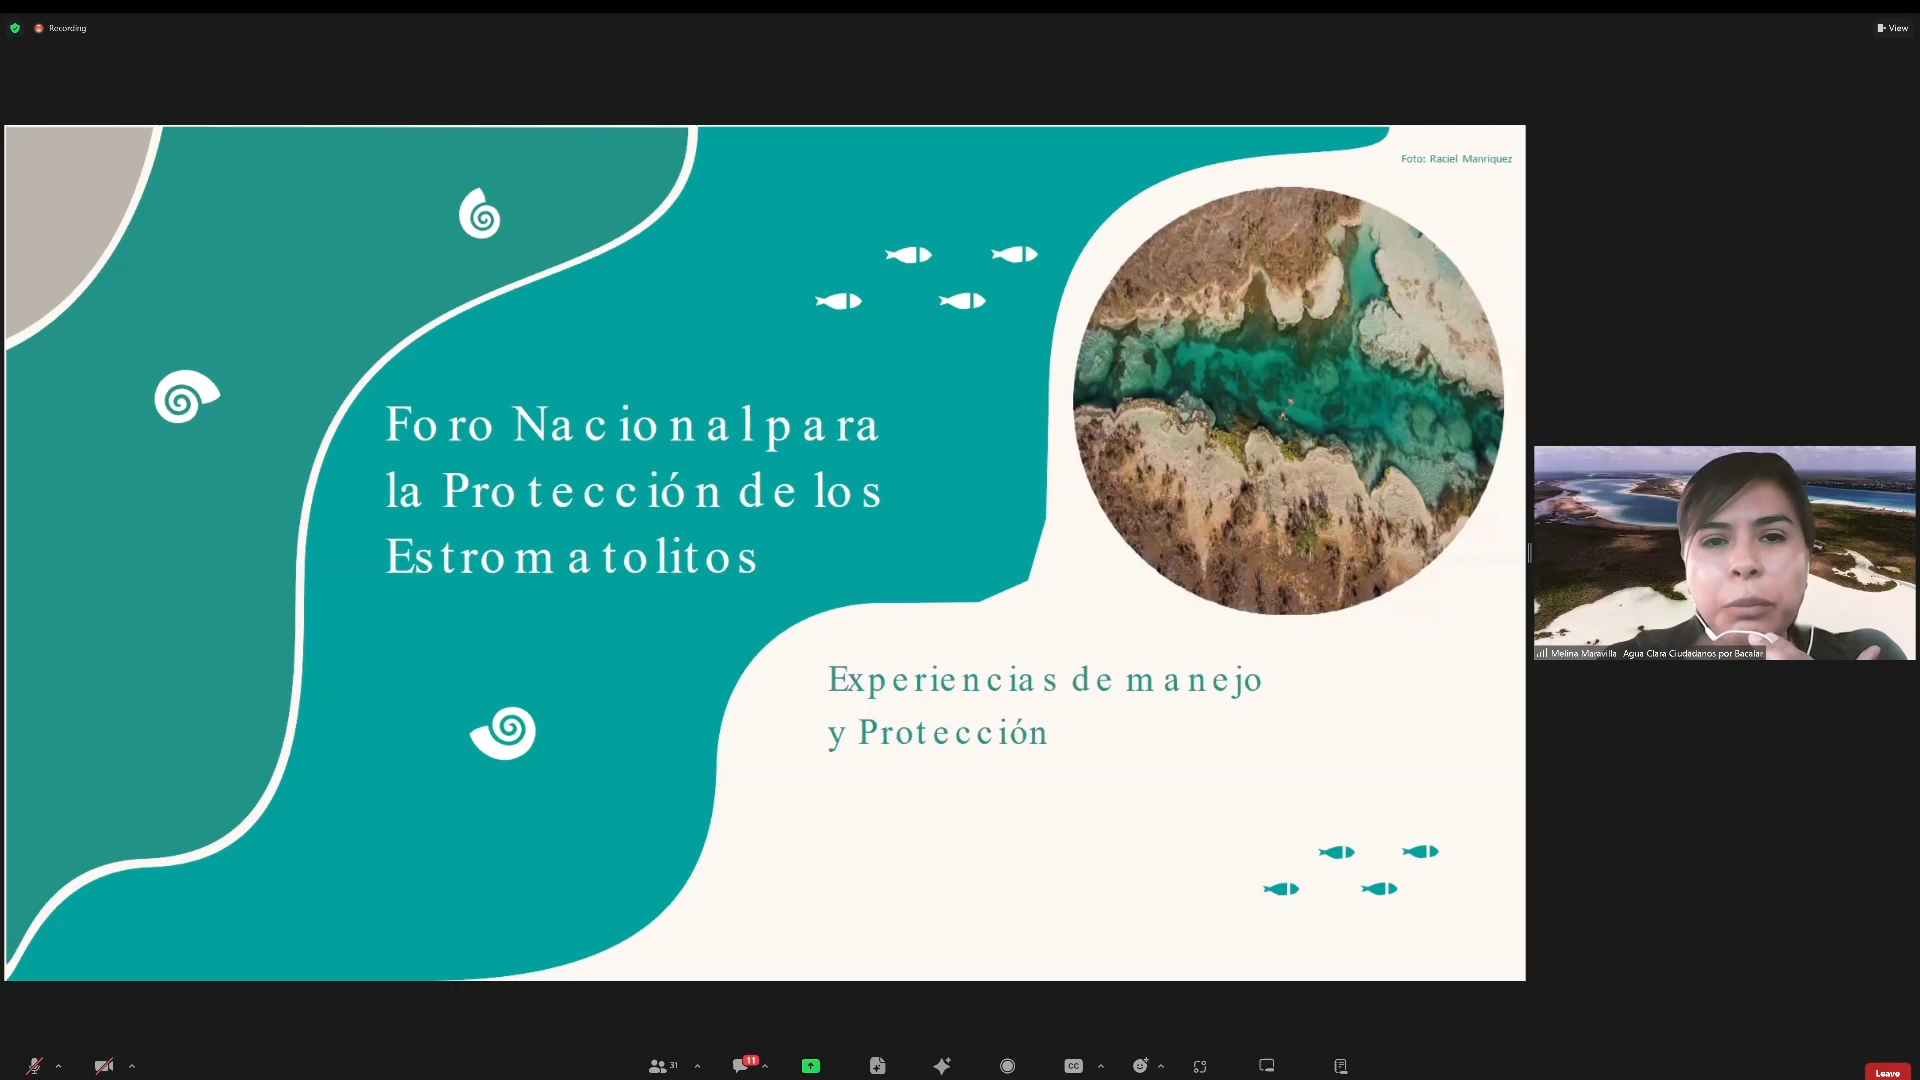 Recording
View
Foto: Raciel Manriquez
Foro Nacional para
la Protección de los
Estromatolitos
Experiencias de manejo
y Protección
Melina Maravilla Agua Clara Ciudadanos por Bacalar
31
11
CC
Leave